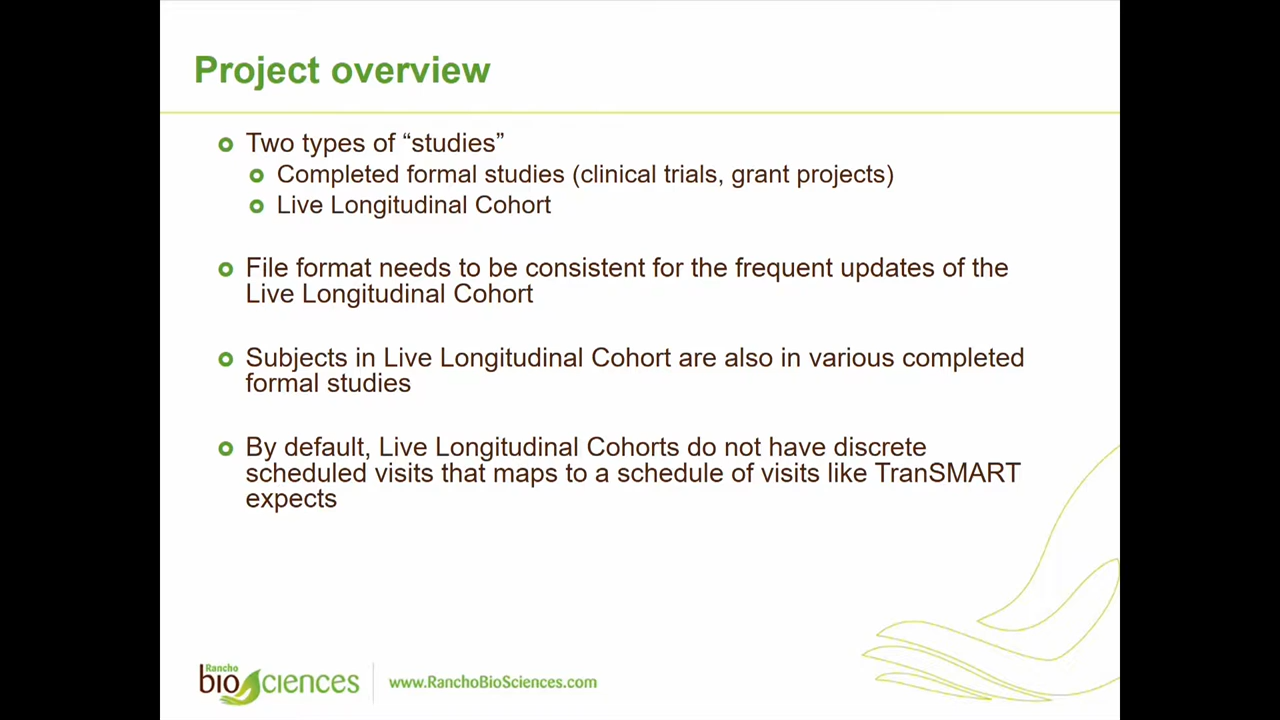 Project overview
Two types of “studies”
Completed formal studies (clinical trials, grant projects)
Live Longitudinal Cohort
File format needs to be consistent for the frequent updates of the
Live Longitudinal Cohort
Subjects in Live Longitudinal Cohort are also in various completed
formal studies
By default, Live Longitudinal Cohorts do not have discrete
scheduled visits that maps to a schedule of visits like TranSMART
expects
Rancho
bioSciences
www.RanchoBioSciences.com